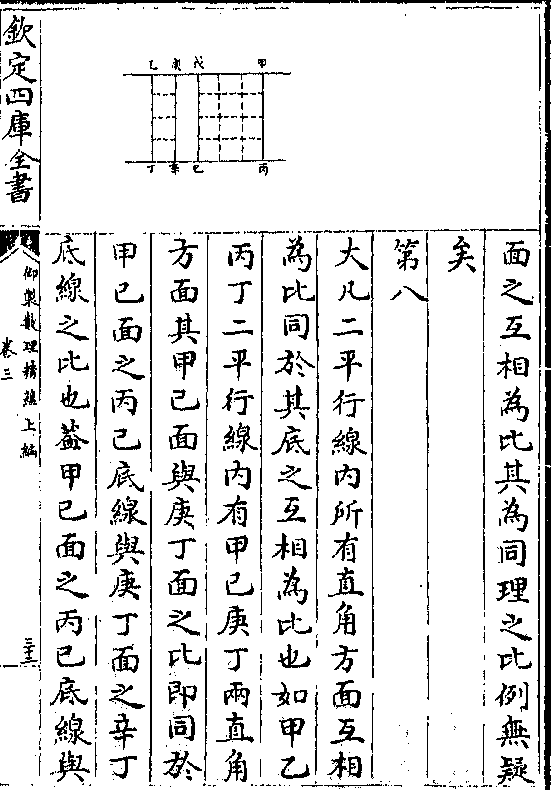 面之互相為比其為同理之比例無疑
矣
第八
大凡二平行線内所有直角方面互相
為比同於其底之互相為比也如甲乙
丙丁二平行線内有甲己庚丁兩直角
方面其甲己面與庚丁面之比即同於
甲己面之丙己底線與庚丁面之辛丁
底線之比也葢甲己面之丙己底線與
甲
戊
庚
乙
丙
己
辛
丁
欽定四庫全書
御製數理精蘊上編
卷三
三十三